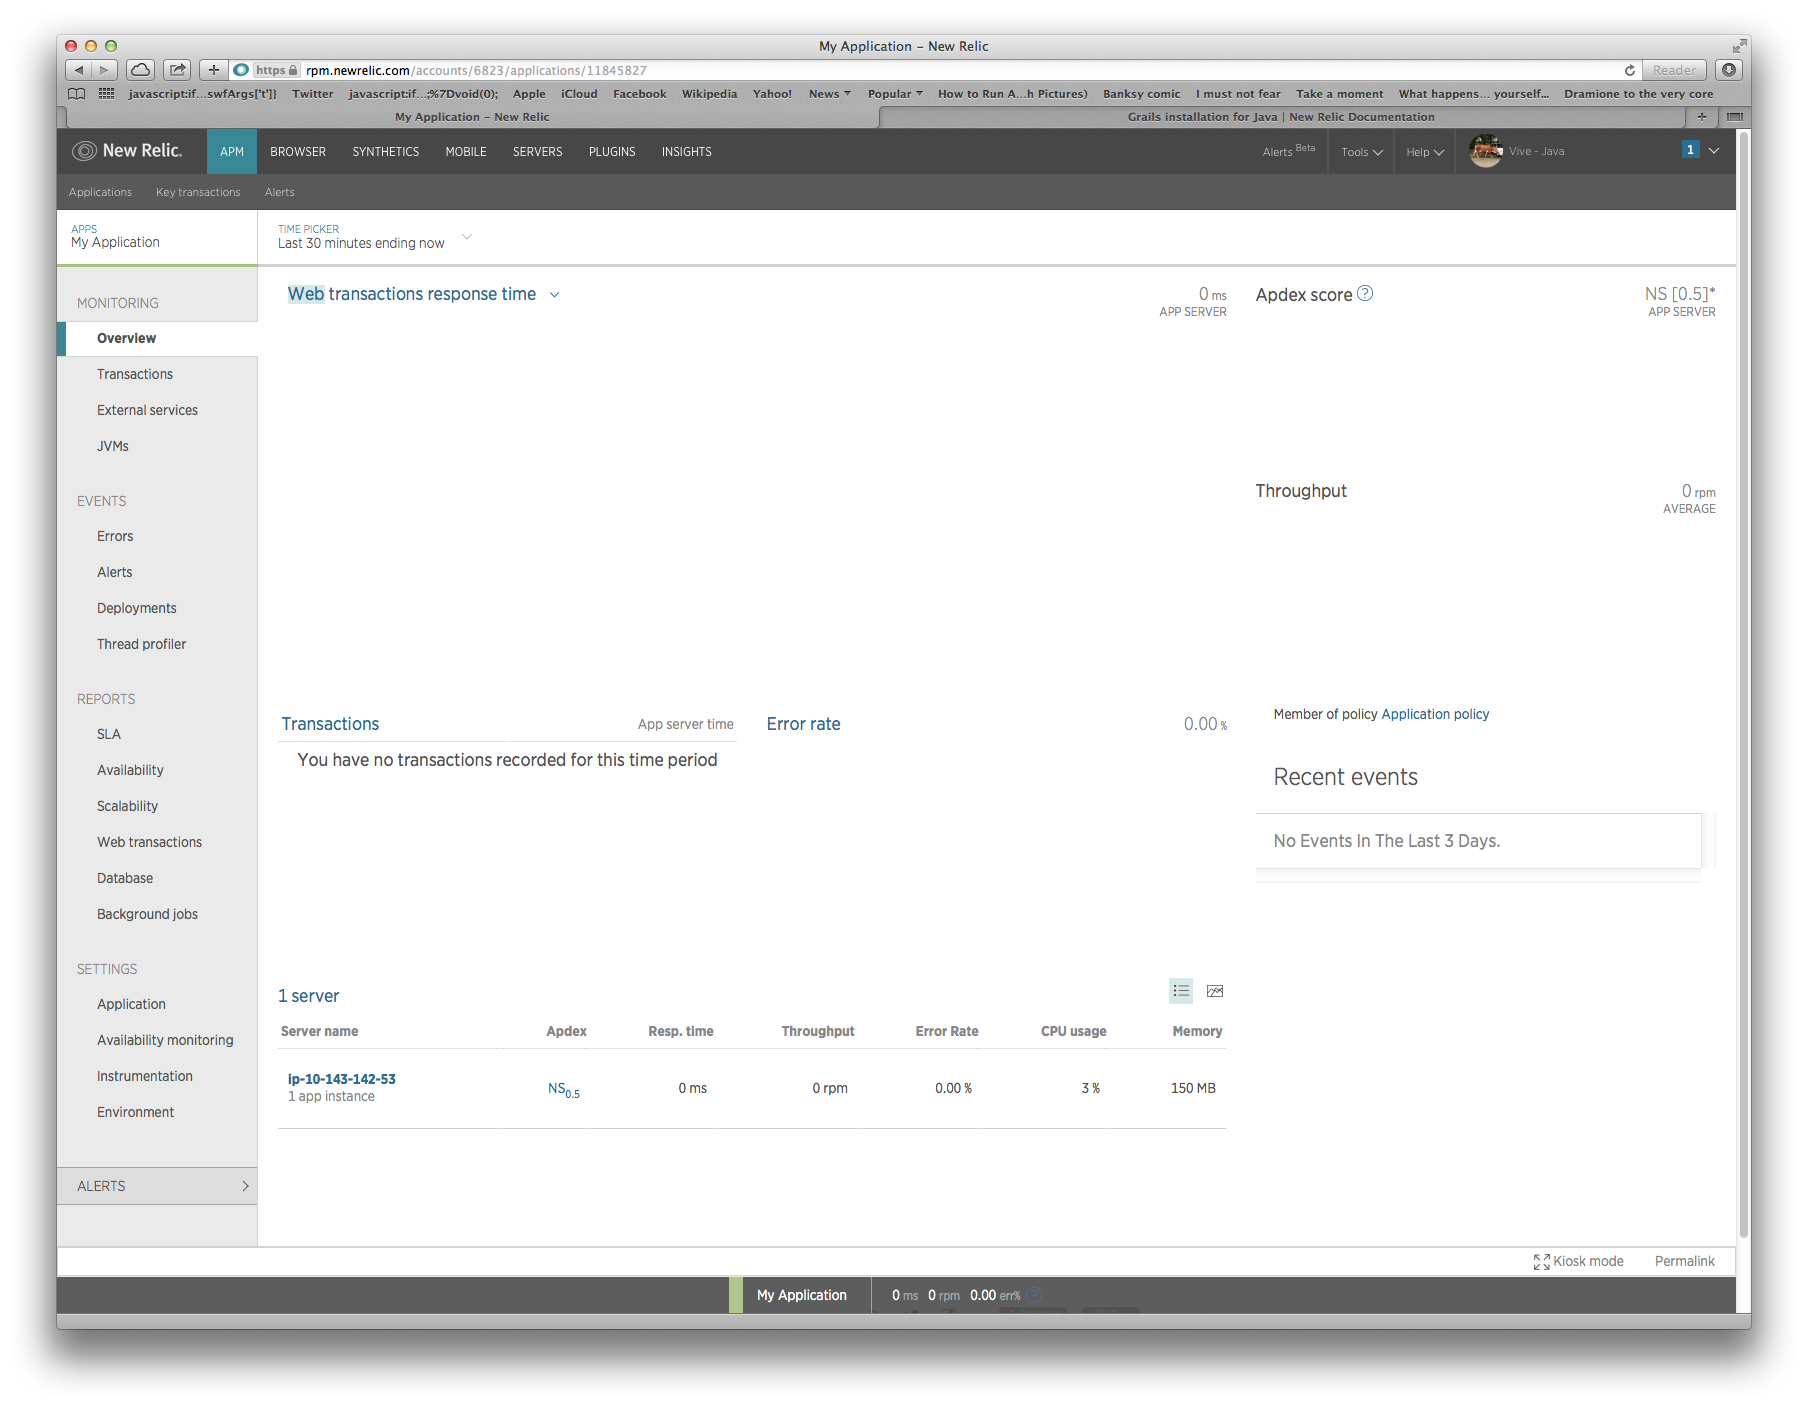 My Application – New Relic
https rpm.newrelic.com/accounts/6823/applications/11845827 Reader
javascript:if...swfArgs['t']} Twitter javascript:if...;%7Dvoid(0); Apple iCloud Facebook Wikipedia Yahoo! News Popular How to Run A...h Pictures) Banksy comic I must not fear Take a moment What happens... yourself... Dramione to the very core
My Application – New Relic Grails installation for Java | New Relic Documentation
New Relic. APM BROWSER SYNTHETICS MOBILE SERVERS PLUGINS INSIGHTS Alerts Beta Tools Help Vive - Java 1
Applications Key transactions Alerts
APPS
My Application
TIME PICKER
Last 30 minutes ending now
MONITORING
Overview
Transactions
External services
JVMs
EVENTS
Errors
Alerts
Deployments
Thread profiler
REPORTS
SLA
Availability
Scalability
Web transactions
Database
Background jobs
SETTINGS
Application
Availability monitoring
Instrumentation
Environment
ALERTS
Web transactions response time 0 ms
APP SERVER
Apdex score ? NS [0.5]*
APP SERVER
Throughput 0 rpm
AVERAGE
Transactions App server time
You have no transactions recorded for this time period
Error rate 0.00 %
Member of policy Application policy
Recent events
No Events In The Last 3 Days.
1 server
Server name Apdex Resp. time Throughput Error Rate CPU usage Memory
ip-10-143-142-53 NS0.5 0 ms 0 rpm 0.00 % 3 % 150 MB
1 app instance
Kiosk mode Permalink
My Application 0 ms 0 rpm 0.00 err% ?